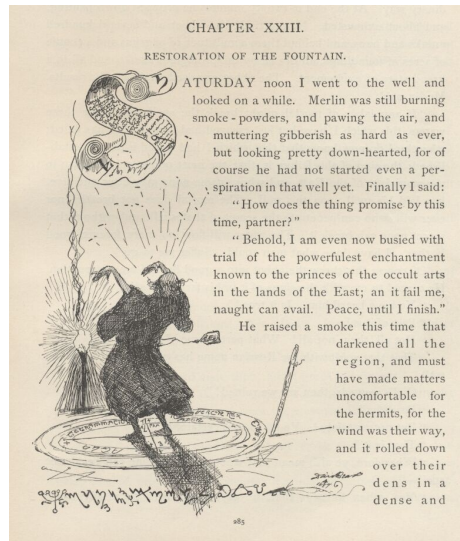 CHAPTER XXIII.
RESTORATION OF THE FOUNTAIN.
SATURDAY noon I went to the well and
looked on a while. Merlin was still burning
smoke-powders, and pawing the air, and
muttering gibberish as hard as ever,
but looking pretty down-hearted, for of
course he had not started even a per-
spiration in that well yet. Finally I said:
"How does the thing promise by this
time, partner?"
"Behold, I am even now busied with
trial of the powerfulest enchantment
known to the princes of the occult arts
in the lands of the East; an it fail me,
naught can avail. Peace, until I finish."
He raised a smoke this time that
darkened all the
region, and must
have made matters
uncomfortable for
the hermits, for the
wind was their way,
and it rolled down
over their
dens in a
dense and
285